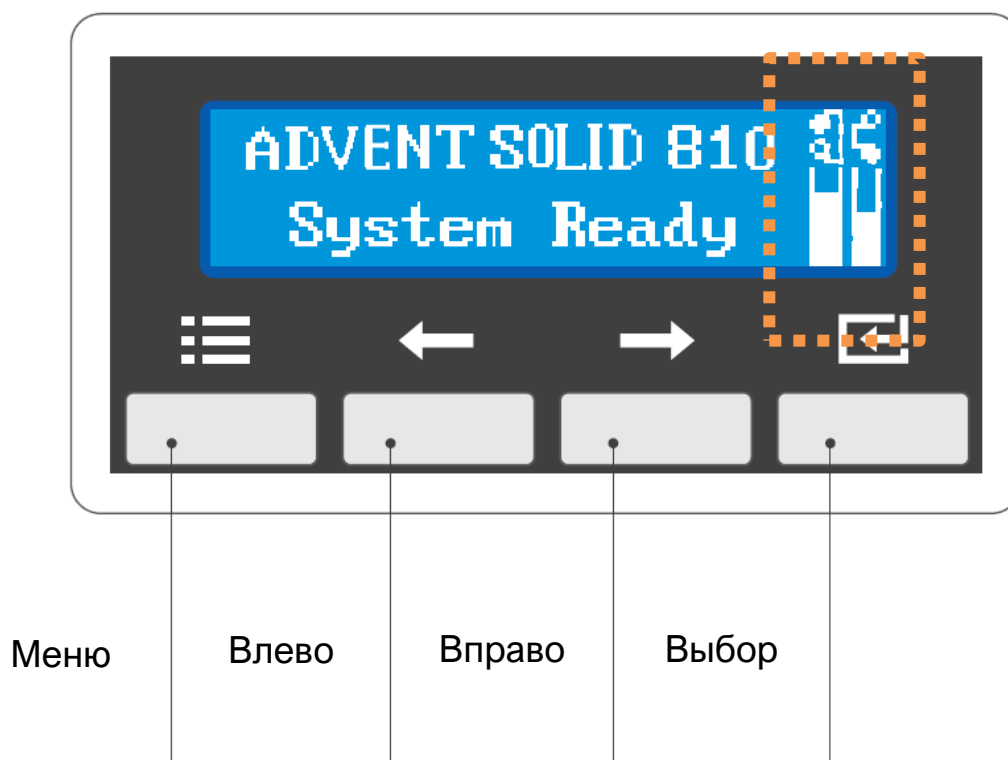 ADVENT SOLID 810
System Ready
Меню
Влево
Вправо
Выбор